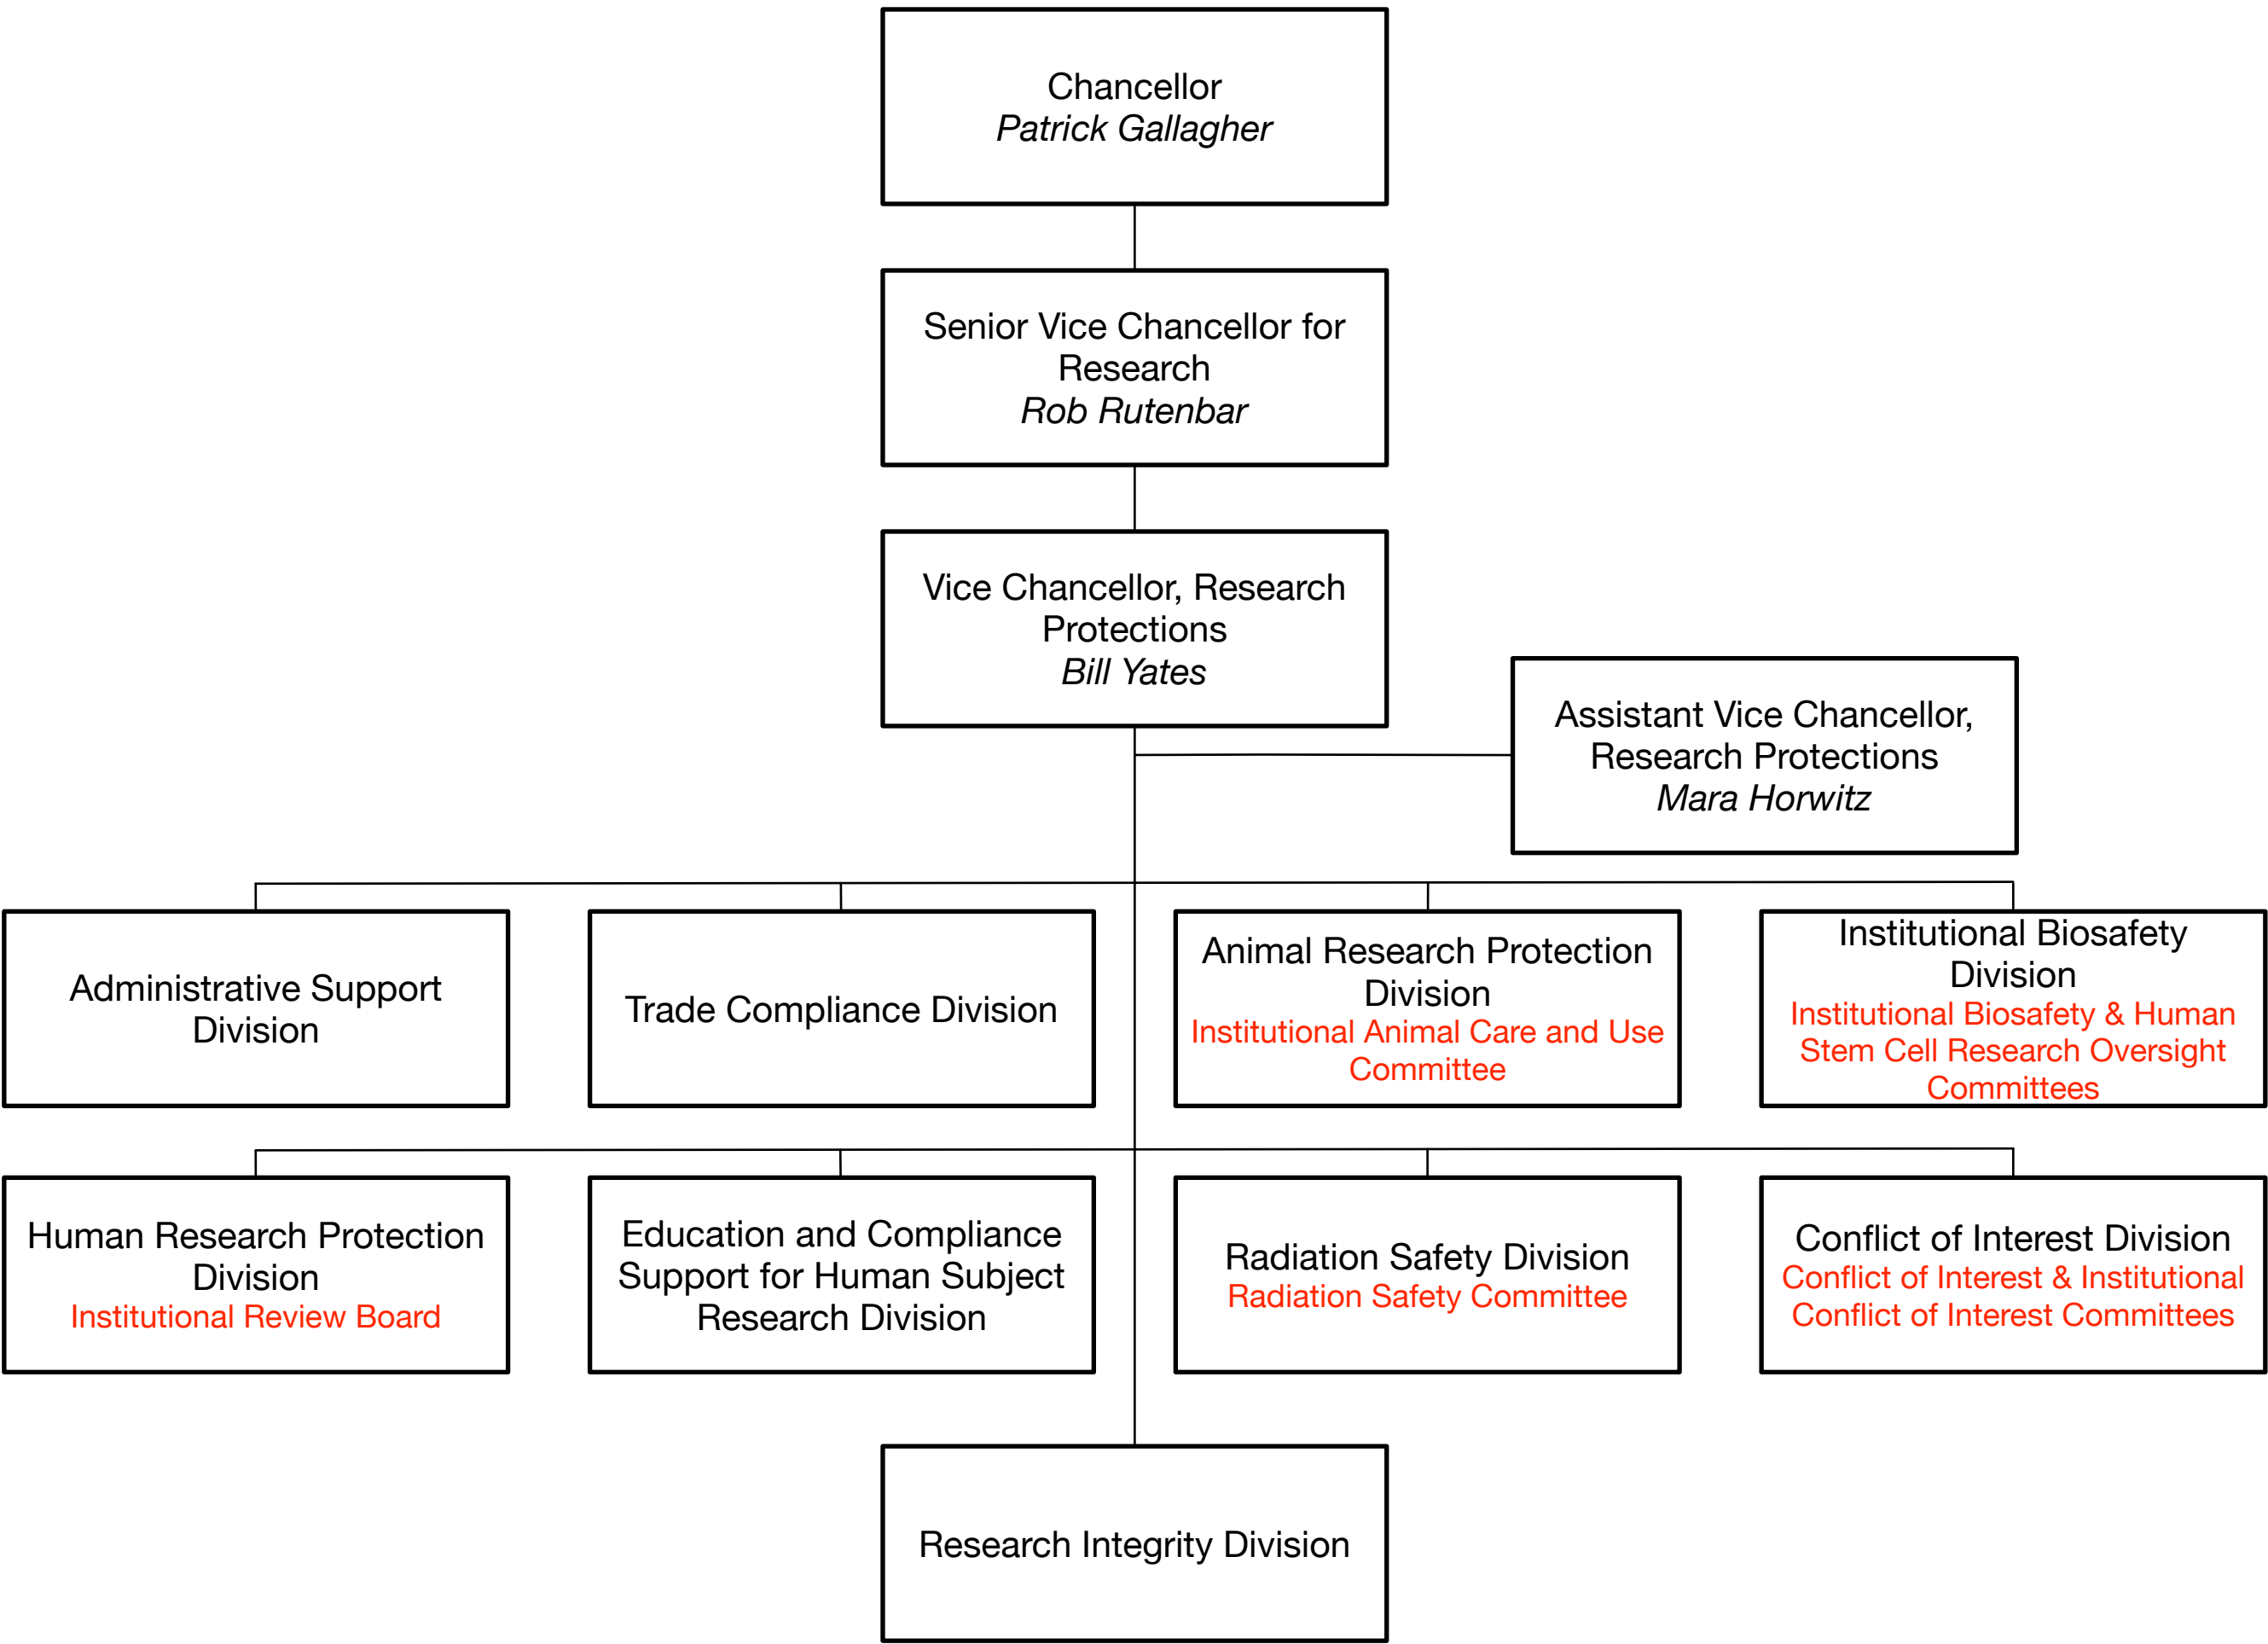 Chancellor
Patrick Gallagher
Senior Vice Chancellor for
Research
Rob Rutenbar
Vice Chancellor, Research
Protections
Bill Yates
Assistant Vice Chancellor,
Research Protections
Mara Horwitz
Administrative Support
Division
Trade Compliance Division
Animal Research Protection
Division
Institutional Animal Care and Use
Committee
Institutional Biosafety
Division
Institutional Biosafety & Human
Stem Cell Research Oversight
Committees
Human Research Protection
Division
Institutional Review Board
Education and Compliance
Support for Human Subject
Research Division
Radiation Safety Division
Radiation Safety Committee
Conflict of Interest Division
Conflict of Interest & Institutional
Conflict of Interest Committees
Research Integrity Division